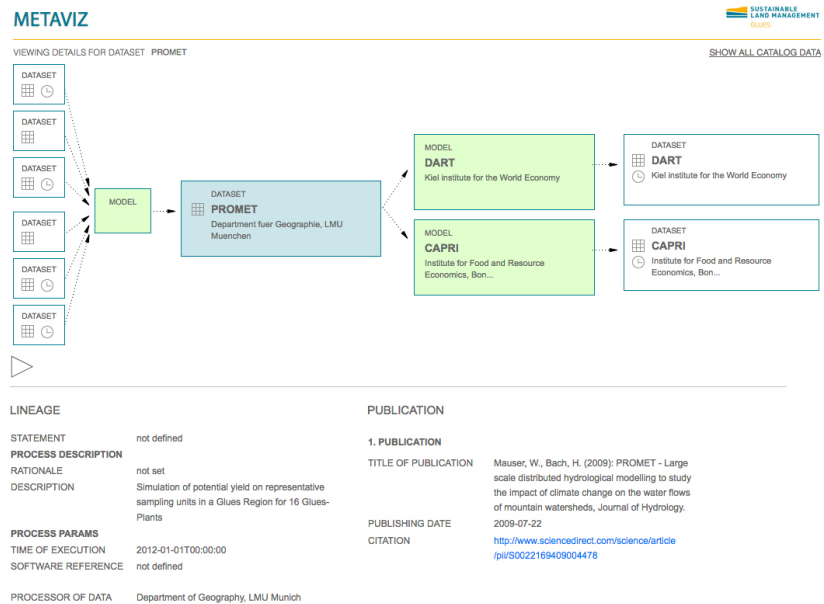 METAVIZ
SUSTAINABLE
LAND MANAGEMENT
GLUES
VIEWING DETAILS FOR DATASET PROMET
SHOW ALL CATALOG DATA
DATASET
DATASET
DATASET
DATASET
DATASET
DATASET
MODEL
DATASET
PROMET
Department fuer Geographie, LMU
Muenchen
MODEL
DART
Kiel institute for the World Economy
DATASET
DART
Kiel institute for the World Economy
MODEL
CAPRI
Institute for Food and Resource
Economics, Bon...
DATASET
CAPRI
Institute for Food and Resource
Economics, Bon...
LINEAGE
STATEMENT not defined
PROCESS DESCRIPTION
RATIONALE not set
DESCRIPTION Simulation of potential yield on representative
sampling units in a Glues Region for 16 Glues-
Plants
PROCESS PARAMS
TIME OF EXECUTION 2012-01-01T00:00:00
SOFTWARE REFERENCE not defined
PROCESSOR OF DATA Department of Geography, LMU Munich
PUBLICATION
1. PUBLICATION
TITLE OF PUBLICATION Mauser, W., Bach, H. (2009): PROMET - Large
scale distributed hydrological modelling to study
the impact of climate change on the water flows
of mountain watersheds, Journal of Hydrology.
PUBLISHING DATE 2009-07-22
CITATION http://www.sciencedirect.com/science/article
/pii/S0022169409004478